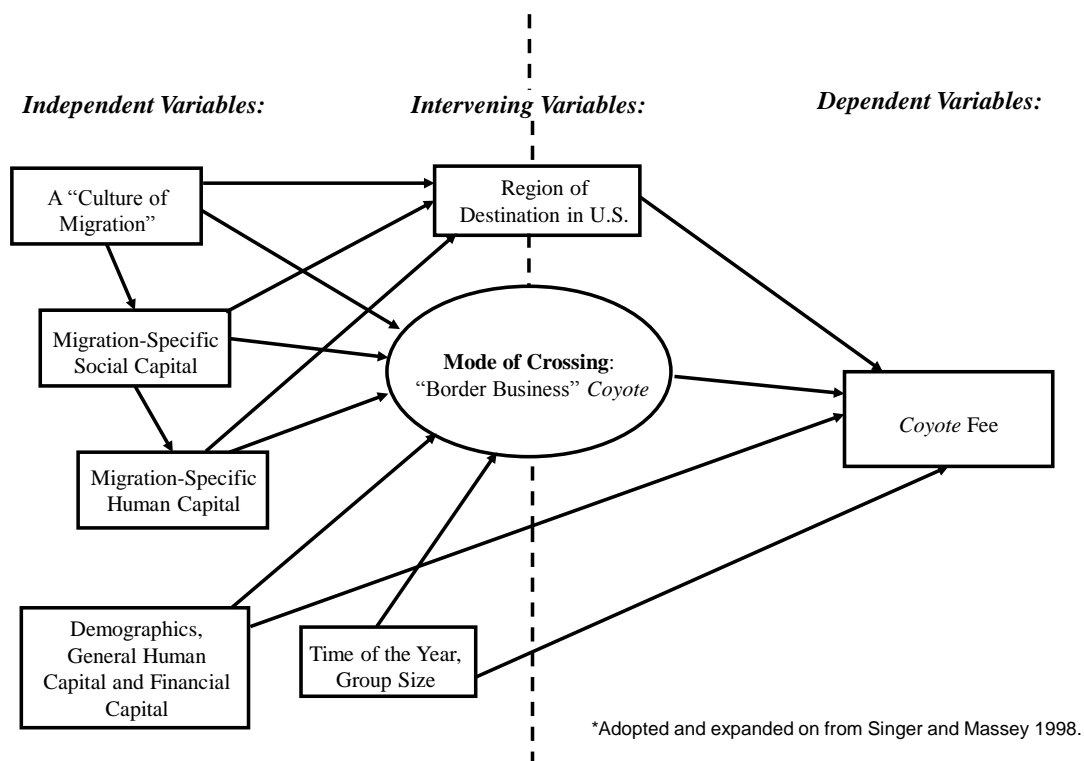 Independent Variables:
Intervening Variables:
Dependent Variables:
A “Culture of
Migration”
Region of
Destination in U.S.
Migration-Specific
Social Capital
Mode of Crossing:
“Border Business” Coyote
Coyote Fee
Migration-Specific
Human Capital
Demographics,
General Human
Capital and Financial
Capital
Time of the Year,
Group Size
*Adopted and expanded on from Singer and Massey 1998.